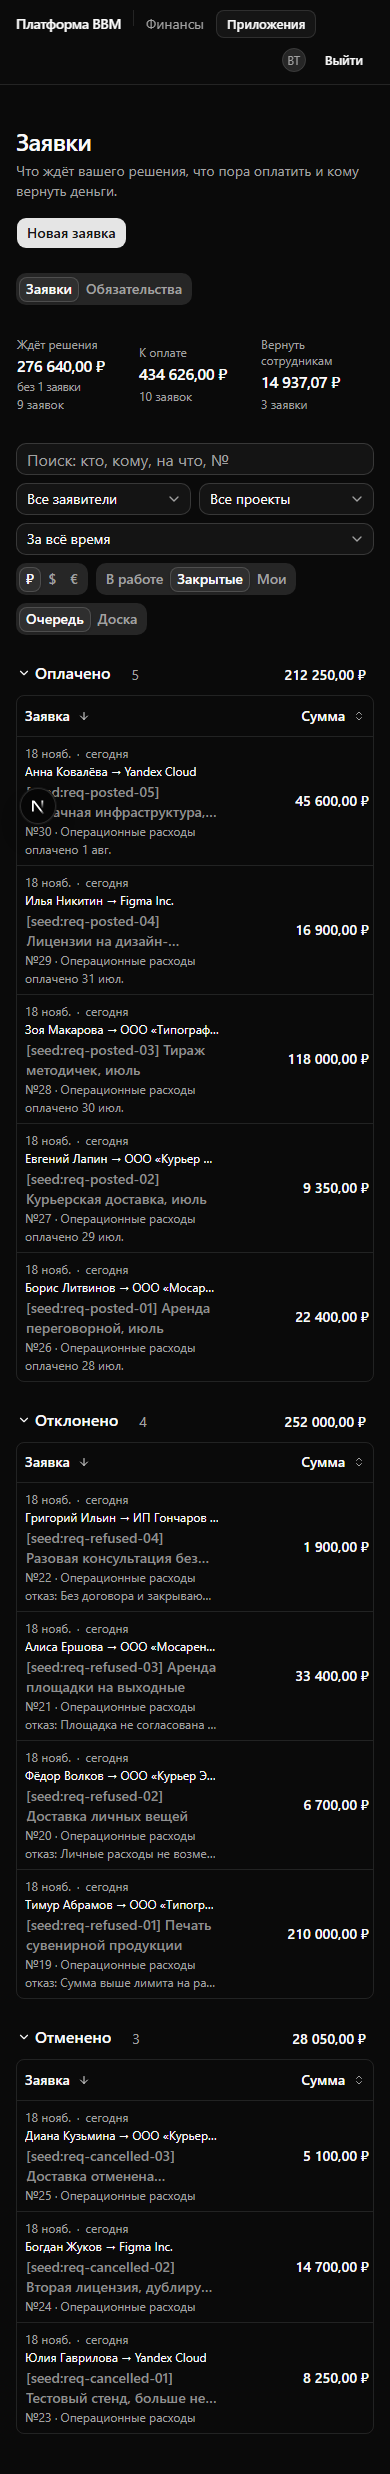 Платформа BBM
Финансы
Приложения
BT
Выйти
Заявки
Что ждёт вашего решения, что пора оплатить и кому
вернуть деньги.
Новая заявка
Заявки
Обязательства
Ждёт решения
276 640,00 ₽
без 1 заявки
9 заявок
К оплате
434 626,00 ₽
10 заявок
Вернуть
сотрудникам
14 937,07 ₽
3 заявки
Поиск: кто, кому, на что, №
Все заявители
Все проекты
За всё время
₽ $ €
В работе
Закрытые
Мои
Очередь
Доска
Оплачено 5 212 250,00 ₽
Заявка ↓ Сумма
18 нояб. · сегодня
Анна Ковалёва → Yandex Cloud
req-posted-05]
инфраструктура,...
45 600,00 ₽
№30 · Операционные расходы
оплачено 1 авг.
18 нояб. · сегодня
Илья Никитин → Figma Inc.
[seed:req-posted-04]
Лицензии на дизайн-...
16 900,00 ₽
№29 · Операционные расходы
оплачено 31 июл.
18 нояб. · сегодня
Зоя Макарова → ООО «Типограф...
[seed:req-posted-03] Тираж
методичек, июль
118 000,00 ₽
№28 · Операционные расходы
оплачено 30 июл.
18 нояб. · сегодня
Евгений Лапин → ООО «Курьер ...
[seed:req-posted-02]
Курьерская доставка, июль
9 350,00 ₽
№27 · Операционные расходы
оплачено 29 июл.
18 нояб. · сегодня
Борис Литвинов → ООО «Мосар...
[seed:req-posted-01] Аренда
переговорной, июль
22 400,00 ₽
№26 · Операционные расходы
оплачено 28 июл.
Отклонено 4 252 000,00 ₽
Заявка ↓ Сумма
18 нояб. · сегодня
Григорий Ильин → ИП Гончаров ...
[seed:req-refused-04]
Разовая консультация без...
1 900,00 ₽
№22 · Операционные расходы
отказ: Без договора и закрываю...
18 нояб. · сегодня
Алиса Ершова → ООО «Мосарен...
[seed:req-refused-03] Аренда
площадки на выходные
33 400,00 ₽
№21 · Операционные расходы
отказ: Площадка не согласована ...
18 нояб. · сегодня
Фёдор Волков → ООО «Курьер Э...
[seed:req-refused-02]
Доставка личных вещей
6 700,00 ₽
№20 · Операционные расходы
отказ: Личные расходы не возме...
18 нояб. · сегодня
Тимур Абрамов → ООО «Типогр...
[seed:req-refused-01] Печать
сувенирной продукции
210 000,00 ₽
№19 · Операционные расходы
отказ: Сумма выше лимита на ра...
Отменено 3 28 050,00 ₽
Заявка ↓ Сумма
18 нояб. · сегодня
Диана Кузьмина → ООО «Курьер...
[seed:req-cancelled-03]
Доставка отменена...
5 100,00 ₽
№25 · Операционные расходы
18 нояб. · сегодня
Богдан Жуков → Figma Inc.
[seed:req-cancelled-02]
Вторая лицензия, дублиру...
14 700,00 ₽
№24 · Операционные расходы
18 нояб. · сегодня
Юлия Гаврилова → Yandex Cloud
[seed:req-cancelled-01]
Тестовый стенд, больше не...
8 250,00 ₽
№23 · Операционные расходы